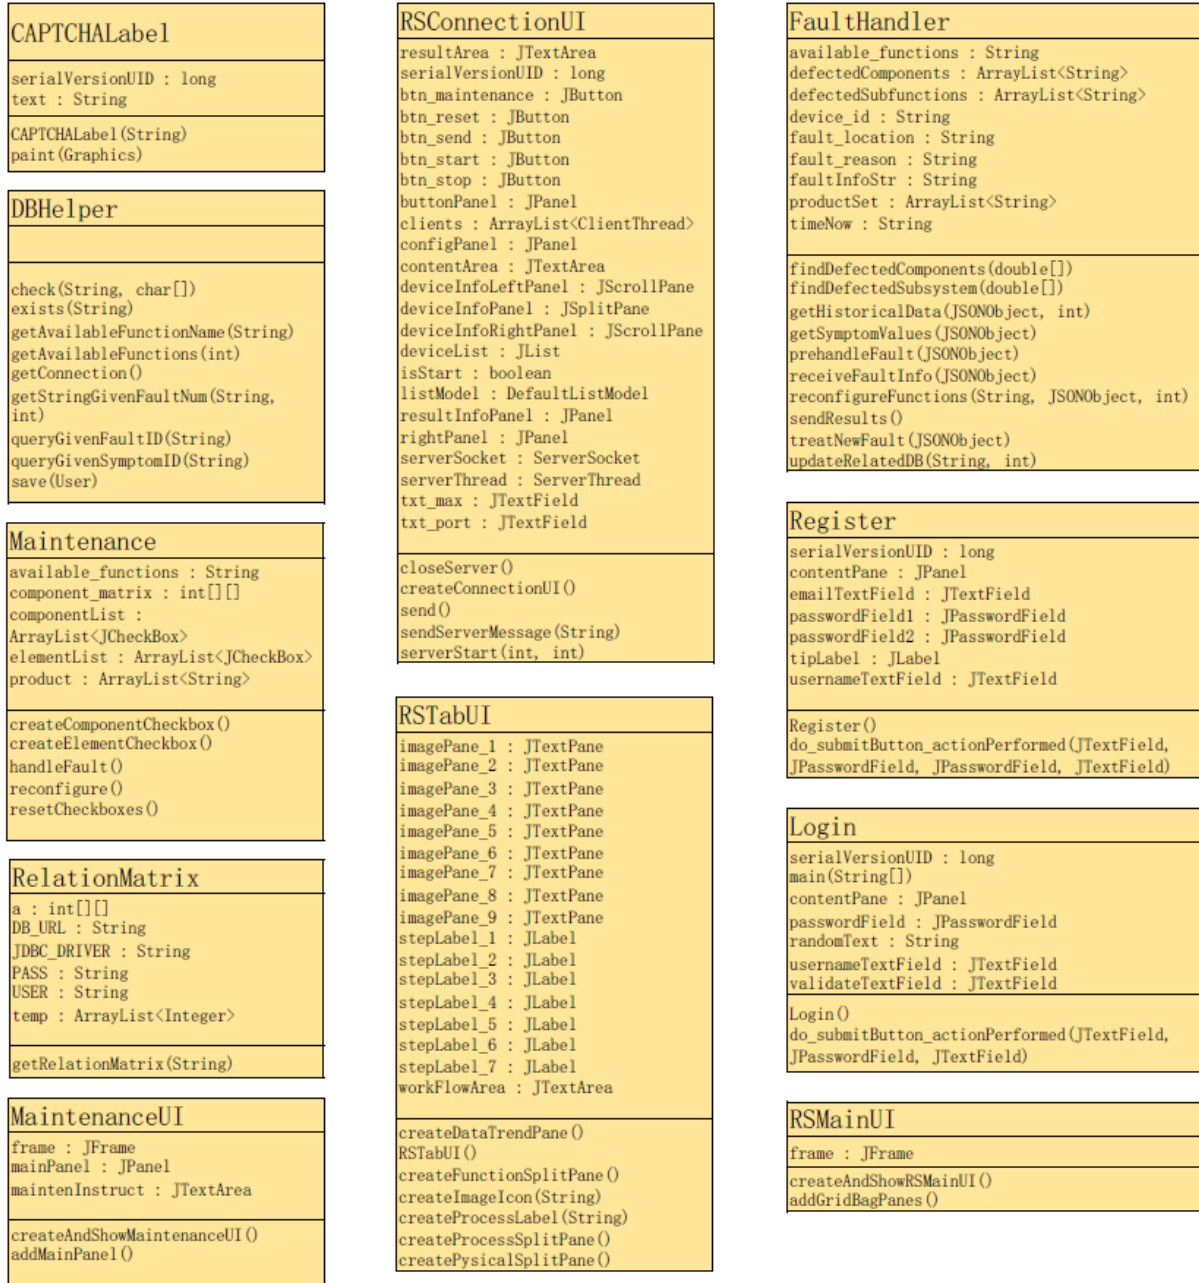 CAPTCHALabel
serialVersionUID : long
text : String
CAPTCHALabel(String)
paint(Graphics)
DBHelper
check(String, char[])
exists(String)
getAvailableFunctionName(String)
getAvailableFunctions(int)
getConnection()
getStringGivenFaultNum(String,
int)
queryGivenFaultID(String)
queryGivenSymptomID(String)
save(User)
Maintenance
available_functions : String
component_matrix : int[][]
componentList :
ArrayList<JCheckBox>
elementList : ArrayList<JCheckBox>
product : ArrayList<String>
createComponentCheckbox()
createElementCheckbox()
handleFault()
reconfigure()
resetCheckboxes()
RelationMatrix
a : int[][]
DB_URL : String
JDBC_DRIVER : String
PASS : String
USER : String
temp : ArrayList<Integer>
getRelationMatrix(String)
MaintenanceUI
frame : JFrame
mainPanel : JPanel
maintenInstruct : JTextArea
createAndShowMaintenanceUI()
addMainPanel()
RSConnectionUI
resultArea : JTextArea
serialVersionUID : long
btn_maintenance : JButton
btn_reset : JButton
btn_send : JButton
btn_start : JButton
btn_stop : JButton
buttonPanel : JPanel
clients : ArrayList<ClientThread>
configPanel : JPanel
contentArea : JTextArea
deviceInfoLeftPanel : JScrollPane
deviceInfoPanel : JSplitPane
deviceInfoRightPanel : JScrollPane
deviceList : JList
isStart : boolean
listModel : DefaultListModel
resultInfoPanel : JPanel
rightPanel : JPanel
serverSocket : ServerSocket
serverThread : ServerThread
txt_max : JTextField
txt_port : JTextField
closeServer()
createConnectionUI()
send()
sendServerMessage(String)
serverStart(int, int)
RSTabUI
imagePane_1 : JTextPane
imagePane_2 : JTextPane
imagePane_3 : JTextPane
imagePane_4 : JTextPane
imagePane_5 : JTextPane
imagePane_6 : JTextPane
imagePane_7 : JTextPane
imagePane_8 : JTextPane
imagePane_9 : JTextPane
stepLabel_1 : JLabel
stepLabel_2 : JLabel
stepLabel_3 : JLabel
stepLabel_4 : JLabel
stepLabel_5 : JLabel
stepLabel_6 : JLabel
stepLabel_7 : JLabel
workFlowArea : JTextArea
createDataTrendPane()
RSTabUI()
createFunctionSplitPane()
createImageIcon(String)
createProcessLabel(String)
createProcessSplitPane()
createPysicalSplitPane()
FaultHandler
available_functions : String
defectedComponents : ArrayList<String>
defectedSubfunctions : ArrayList<String>
device_id : String
fault_location : String
fault_reason : String
faultInfoStr : String
productSet : ArrayList<String>
timeNow : String
findDefectedComponents(double[])
findDefectedSubsystem(double[])
getHistoricalData(JSONObject, int)
getSymptomValues(JSONObject)
prehandleFault(JSONObject)
receiveFaultInfo(JSONObject)
reconfigureFunctions(String, JSONObject, int)
sendResults()
treatNewFault(JSONObject)
updateRelatedDB(String, int)
Register
serialVersionUID : long
contentPane : JPanel
emailTextField : JTextField
passwordField1 : JPasswordField
passwordField2 : JPasswordField
tipLabel : JLabel
usernameTextField : JTextField
Register()
do_submitButton_actionPerformed(JTextField,
JPasswordField, JPasswordField, JTextField)
Login
serialVersionUID : long
main(String[])
contentPane : JPanel
passwordField : JPasswordField
randomText : String
usernameTextField : JTextField
validateTextField : JTextField
Login()
do_submitButton_actionPerformed(JTextField,
JPasswordField, JTextField)
RSMainUI
frame : JFrame
createAndShowRSMainUI()
addGridBagPanes()